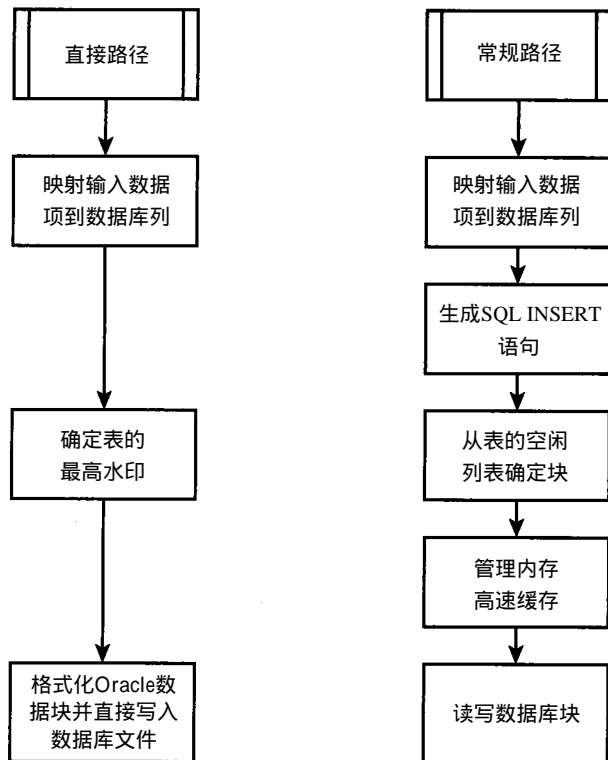 直接路径
映射输入数据
项到数据库列
确定表的
最高水印
格式化Oracle数
据块并直接写入
数据库文件
常规路径
映射输入数据
项到数据库列
生成SQL INSERT
语句
从表的空闲
列表确定块
管理内存
高速缓存
读写数据库块